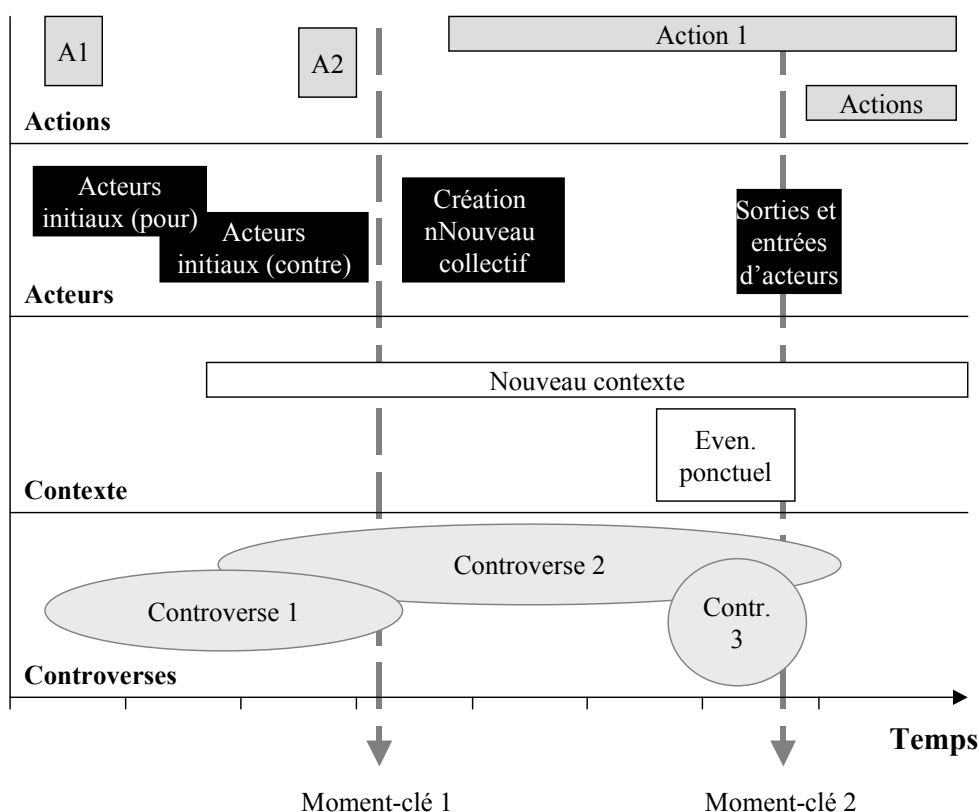 A1
A2
Action 1
Actions
Actions
Acteurs
initiaux (pour)
Acteurs
initiaux (contre)
Création
nNouveau
collectif
Sorties et
entrées
d’acteurs
Acteurs
Nouveau contexte
Even.
ponctuel
Contexte
Controverse 2
Controverse 1
Contr.
3
Controverses
Temps
Moment-clé 1
Moment-clé 2